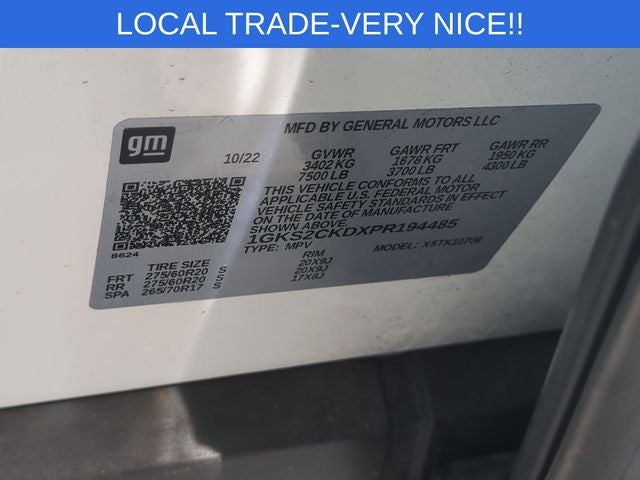 LOCAL TRADE-VERY NICE!!
gm
MFD BY GENERAL MOTORS LLC
10/22 GVWR GAWR FRT GAWR RR
3402 KG 1678 KG 1950 KG
7500 LB 3700 LB 4300 LB
THIS VEHICLE CONFORMS TO ALL
APPLICABLE U.S. FEDERAL MOTOR
VEHICLE SAFETY STANDARDS IN EFFECT
ON THE DATE OF MANUFACTURE
SHOWN ABOVE
1GKS2CKDXPR194485
TYPE: MPV MODEL: X5TK10706
8624
TIRE SIZE RIM
FRT 275/60R20 S 20X9J
RR 275/60R20 S 20X9J
SPA 265/70R17 S 17X8J